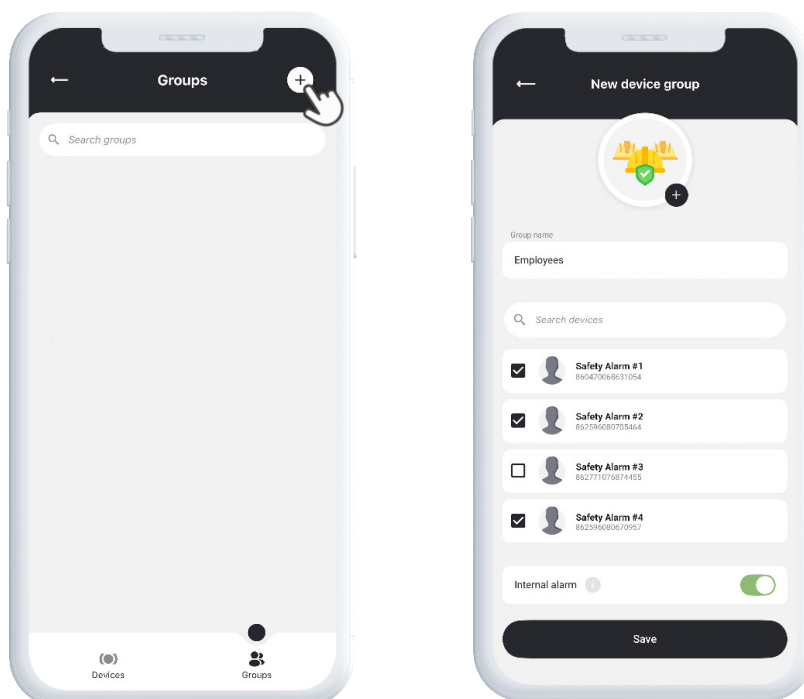 Groups
Search groups
Devices
Groups
New device group
Group name
Employees
Search devices
Safety Alarm #1
860470068631054
Safety Alarm #2
862596080705464
Safety Alarm #3
862771076874455
Safety Alarm #4
862596080670957
Internal alarm i
Save